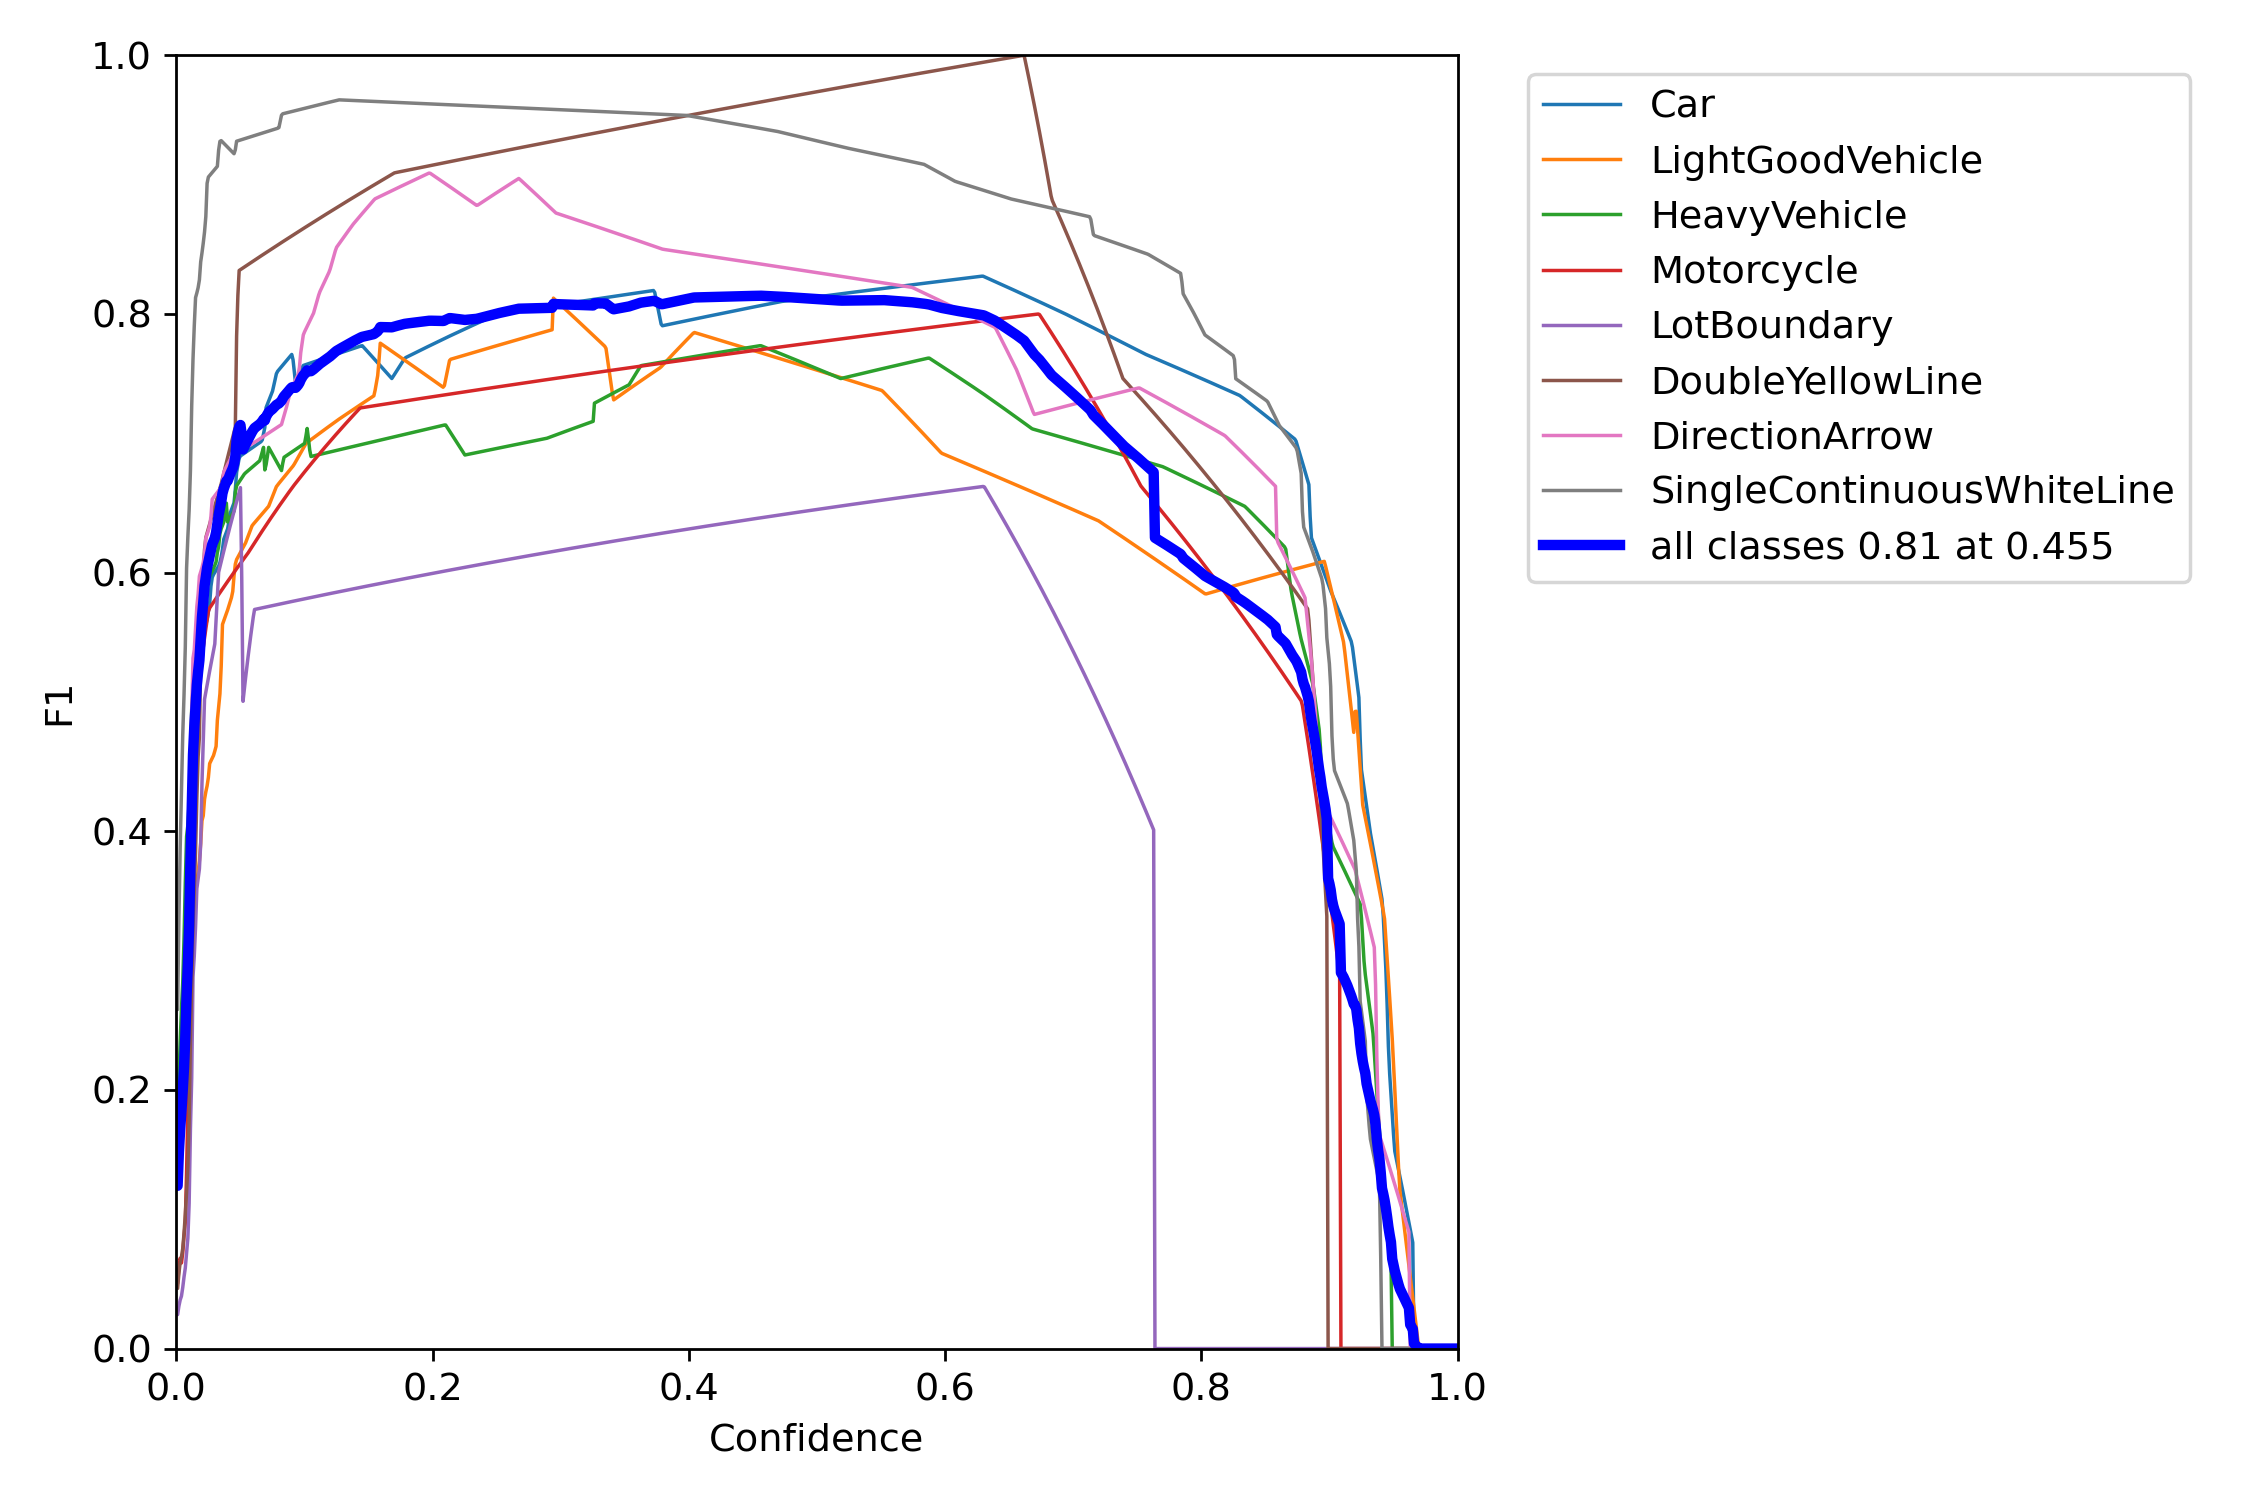 1.0
0.8
0.6
0.4
0.2
0.0
F1
0.0 0.2 0.4 0.6 0.8 1.0
Confidence
Car
LightGoodVehicle
HeavyVehicle
Motorcycle
LotBoundary
DoubleYellowLine
DirectionArrow
SingleContinuousWhiteLine
all classes 0.81 at 0.455